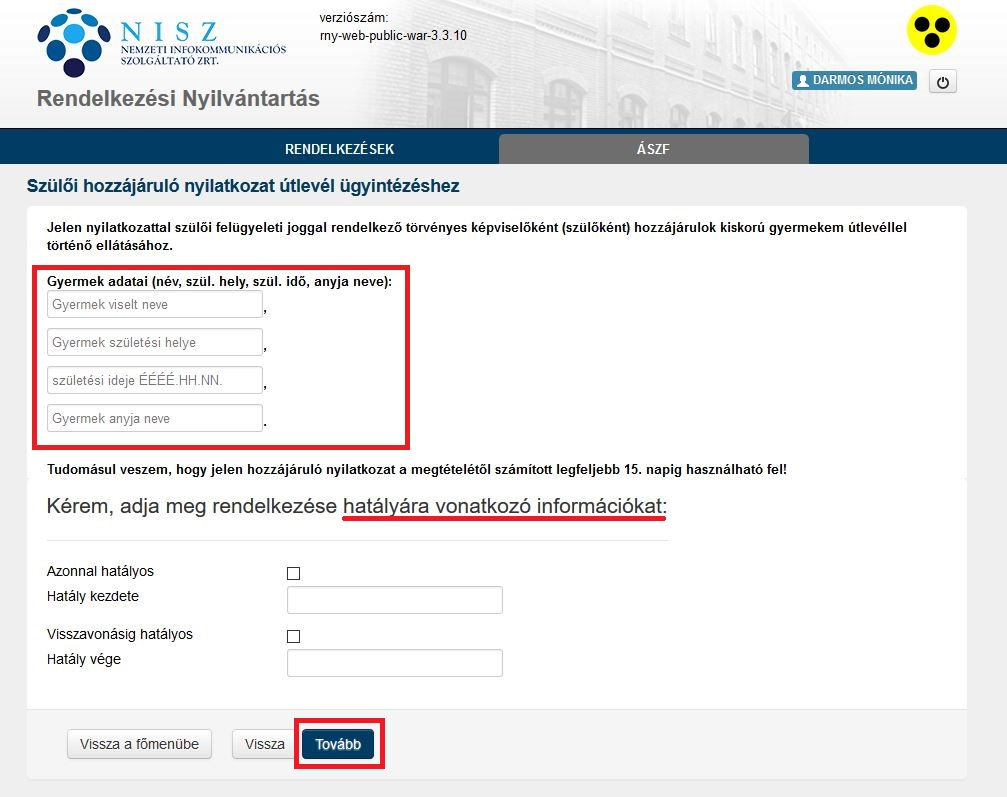 NISZ
NEMZETI INFOKOMMUNIKÁCIÓS
SZOLGÁLTATÓ ZRT.
verziószám:
rny-web-public-war-3.3.10
DARMOS MÓNIKA
Rendelkezési Nyilvántartás
RENDELKEZÉSEK
ÁSZF
Szülői hozzájáruló nyilatkozat útlevél ügyintézéshez
Jelen nyilatkozattal szülői felügyeleti joggal rendelkező törvényes képviselőként (szülőként) hozzájárulok kiskorú gyermekem útlevéllel
történő ellátásához.
Gyermek adatai (név, szül. hely, szül. idő, anyja neve):
Gyermek viselt neve ,
Gyermek születési helye ,
születési ideje ÉÉÉÉ.HH.NN. ,
Gyermek anyja neve .
Tudomásul veszem, hogy jelen hozzájáruló nyilatkozat a megtételétől számított legfeljebb 15. napig használható fel!
Kérem, adja meg rendelkezése hatályára vonatkozó információkat:
Azonnal hatályos
Hatály kezdete
Visszavonásig hatályos
Hatály vége
Vissza a főmenübe
Vissza
Tovább